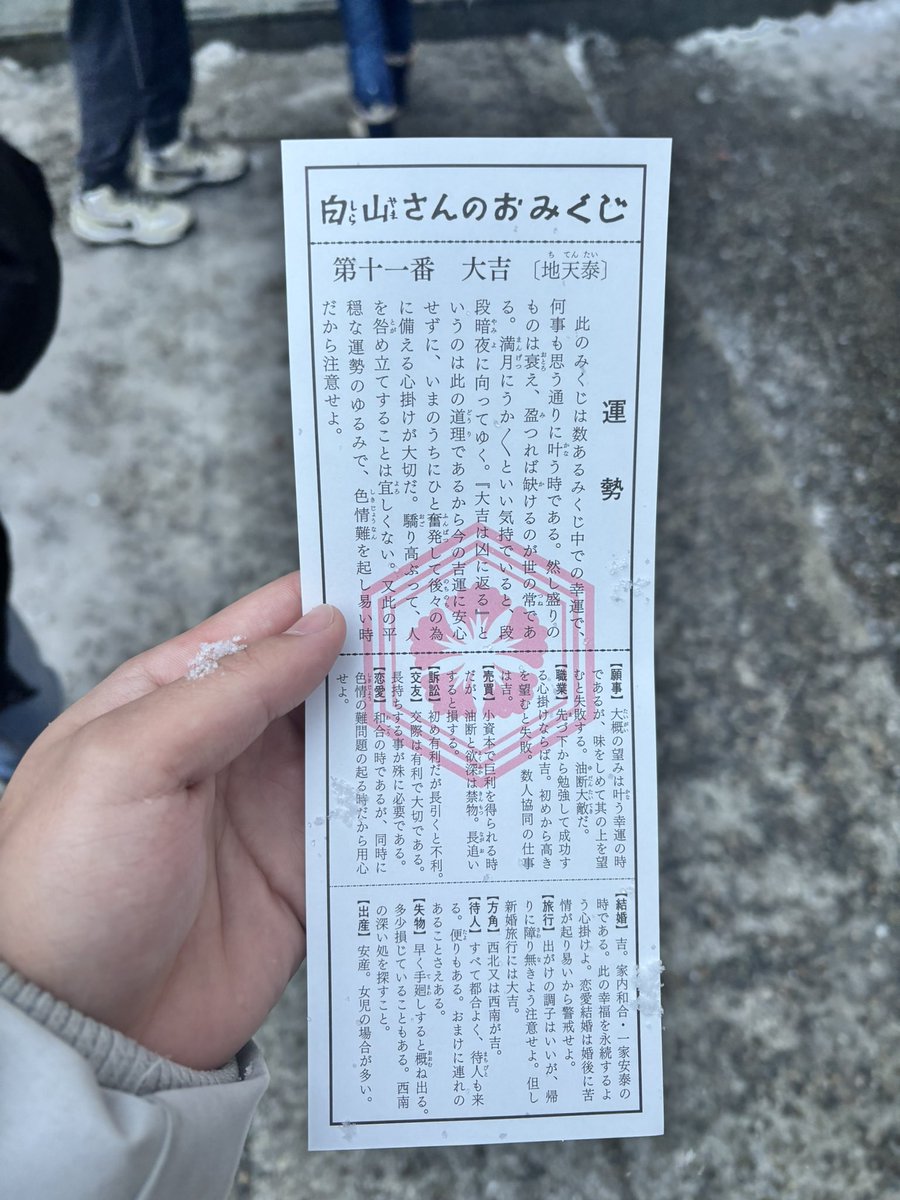 白山さんのおみくじ
第十一番　大吉　〔地天泰〕
運勢
此のみくじは数あるみくじ中での幸運で、
何事も思う通りに叶う時である。然し盛りの
ものは衰え、盈つれば缺けるのが世の常であ
る。満月にうかくといい気持でいると、段
段暗夜に向ってゆく。『大吉は凶に返る』と
いうのは此の道理であるから今の吉運に安心
せずに、いまのうちにひと奮発して後々の為
に備える心掛けが大切だ。驕り高ぶって、人
を咎め立てすることは宜しくない。又此の平
穏な運勢のゆるみで、色情難を起し易い時
だから注意せよ。
【願事】大概の望みは叶う幸運の時
であるが、味をしめて其の上を望
むと失敗する。油断大敵だ。
【職業】先つ下から勉強して成功す
る心掛けならば吉。初めから高き
を望むと失敗。数人協同の仕事
は吉。
【売買】小資本で巨利を得られる時
だが、油断と欲深は禁物。長追い
すると損する。
【訴訟】初め有利だが長引くと不利。
【交友】交際は有利で大切である。
長持ちする事が殊に必要である。
【恋愛】和合の時であるが、同時に
色情の難問題の起る時だから用心
せよ。
【結婚】吉。家内和合・一家安泰の
時である。此の幸福を永続するよ
う心掛けよ。恋愛結婚は婚後に苦
情が起り易いから警戒せよ。
【旅行】出がけの調子はいいが、帰
りに障り無きよう注意せよ。但し
新婚旅行には大吉。
【方角】西北又は西南が吉。
【待人】すべて都合よく、待人も来
る。便りもある。おまけに連れの
あることさえある。
【失物】早く手廻しすると概ね出る。
多少損じていることもある。西南
の深い処を探すこと。
【出産】安産。女児の場合が多い。